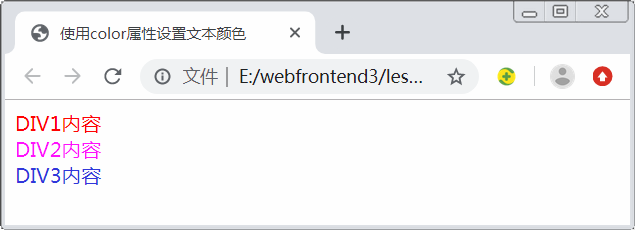 使用color属性设置文本颜色
文件 | E:/webfrontend3/les...
DIV1内容
DIV2内容
DIV3内容